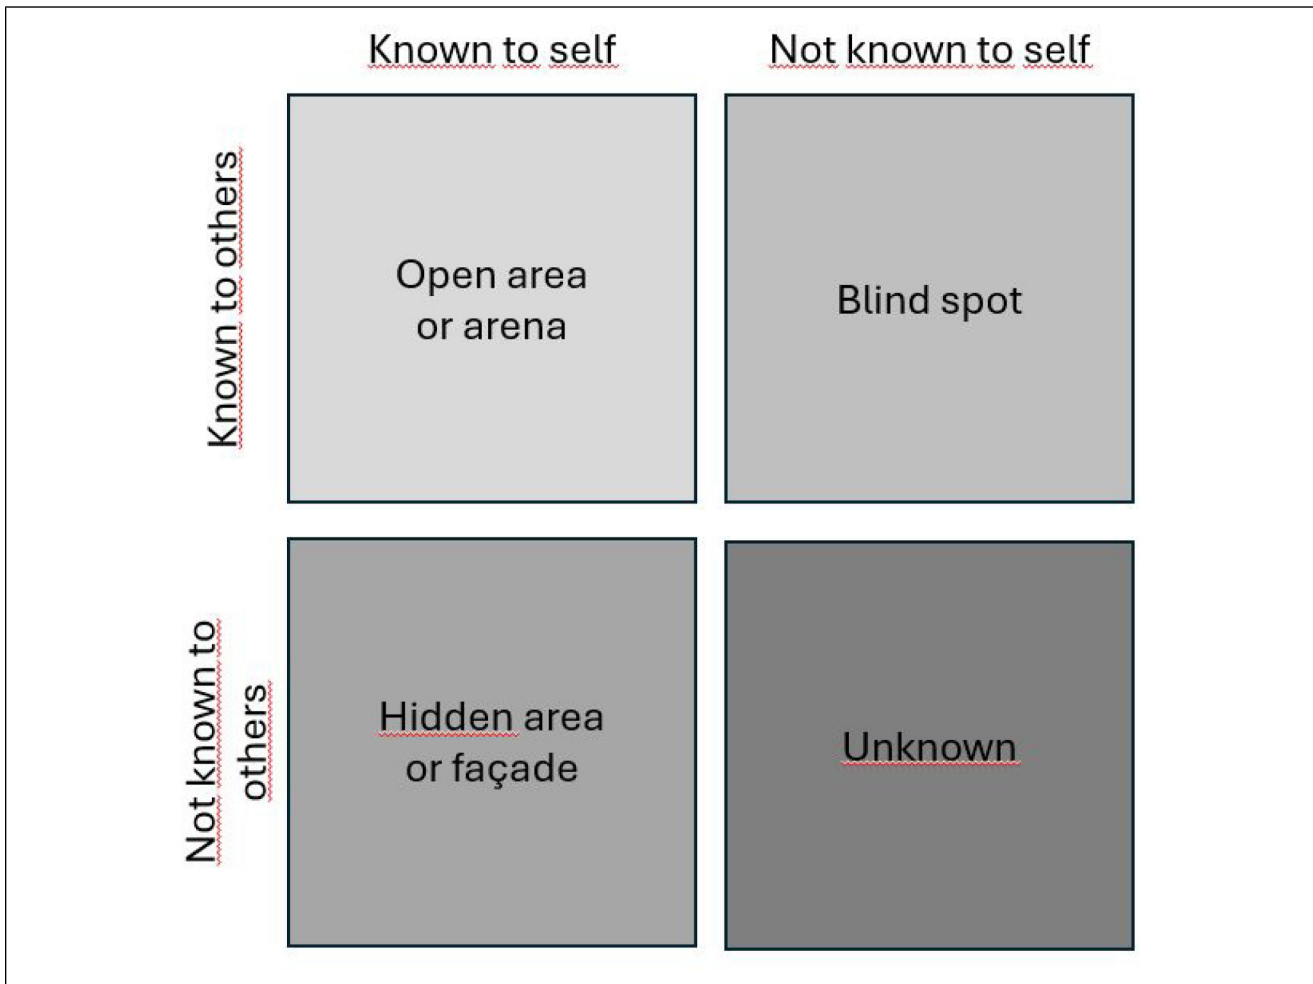 Known to self
Not known to self
Known to others
Open area
or arena
Blind spot
Not known to
others
Hidden area
or façade
Unknown